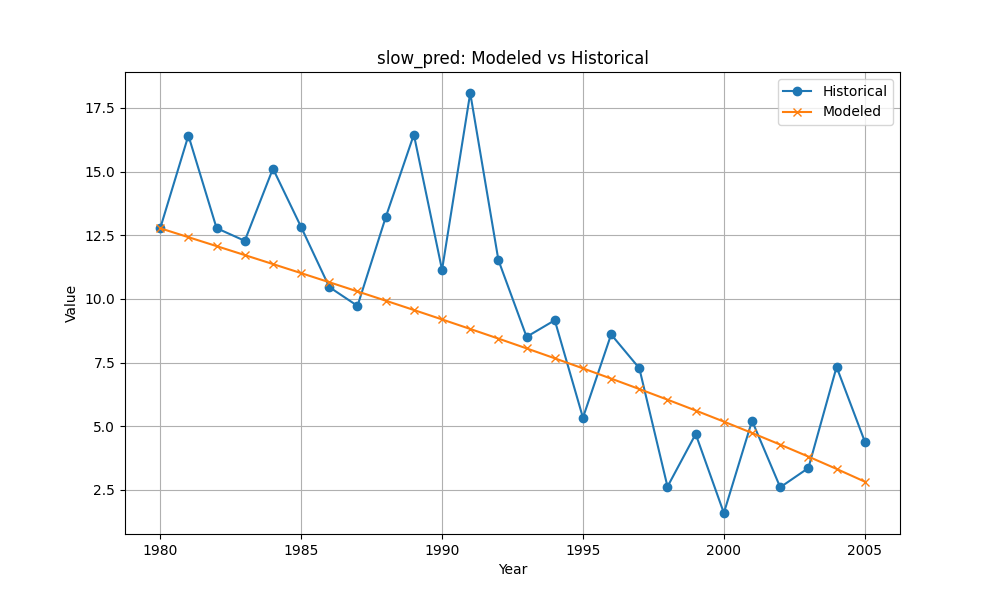 slow_pred: Modeled vs Historical
Historical
Modeled
17.5
15.0
12.5
10.0
7.5
5.0
2.5
Value
1980
1985
1990
1995
2000
2005
Year